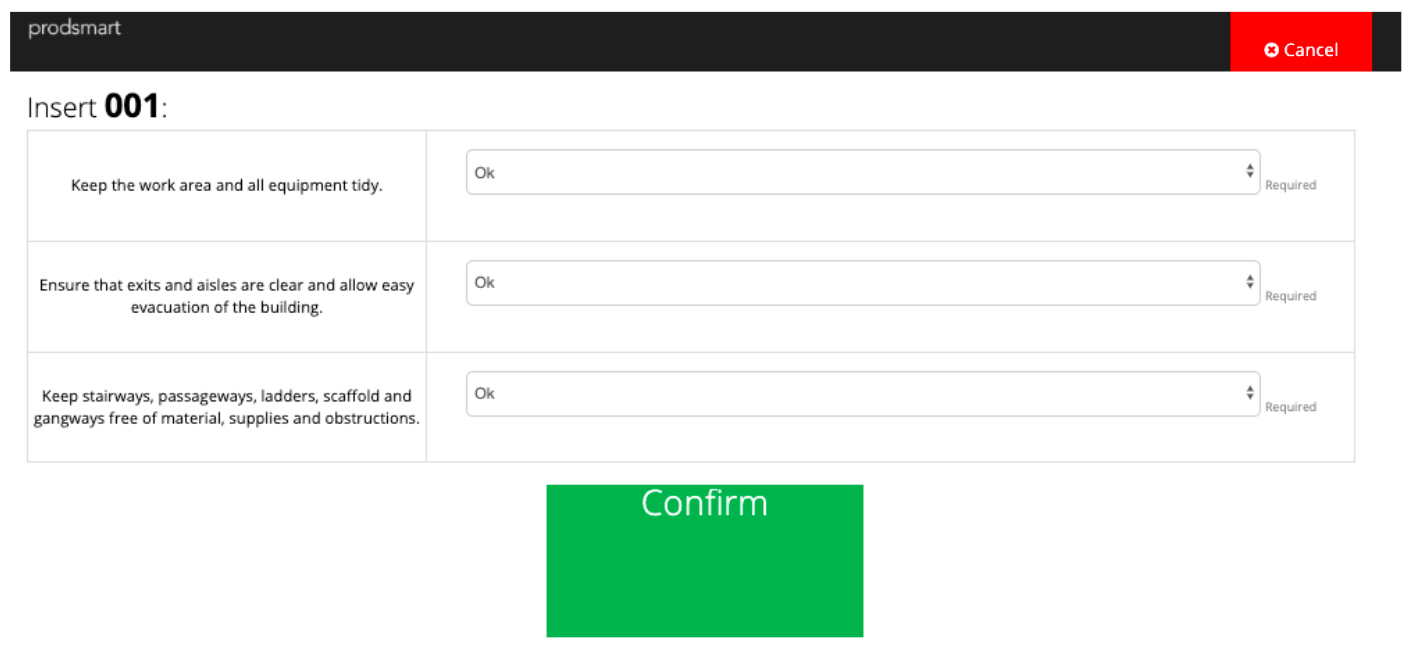 prodsmart
Cancel
Insert 001:
Keep the work area and all equipment tidy.
Ok
Required
Ensure that exits and aisles are clear and allow easy
evacuation of the building.
Ok
Required
Keep stairways, passageways, ladders, scaffold and
gangways free of material, supplies and obstructions.
Ok
Required
Confirm